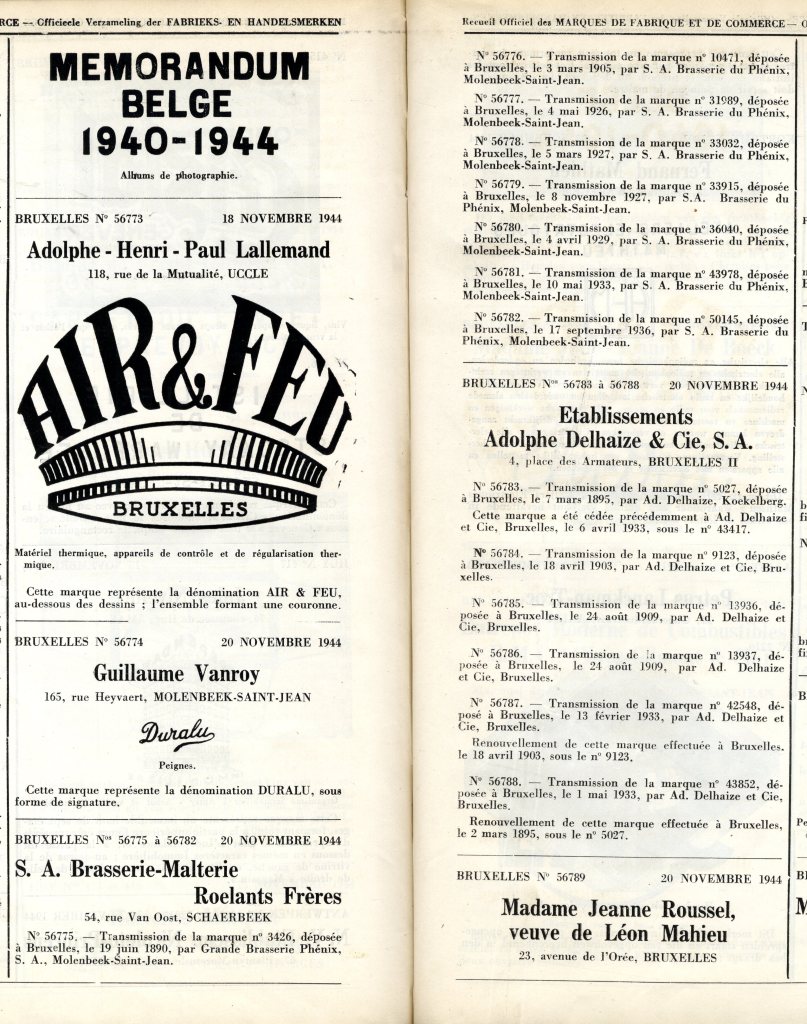 RCE — Officieele Verzameling der FABRIEKS- EN HANDELSMERKEN
MEMORANDUM
BELGE
1940-1944
Albums de photographie.
BRUXELLES N° 56773 18 NOVEMBRE 1944
Adolphe - Henri - Paul Lallemand
118, rue de la Mutualité, UCCLE
AIR & FEU
BRUXELLES
Matériel thermique, appareils de contrôle et de régularisation ther-
mique.
Cette marque représente la dénomination AIR & FEU,
au-dessous des dessins ; l'ensemble formant une couronne.
BRUXELLES N° 56774 20 NOVEMBRE 1944
Guillaume Vanroy
165, rue Heyvaert, MOLENBEEK-SAINT-JEAN
Duralu
Peignes.
Cette marque représente la dénomination DURALU, sous
forme de signature.
BRUXELLES Nos 56775 à 56782 20 NOVEMBRE 1944
S. A. Brasserie-Malterie
Roelants Frères
54, rue Van Oost, SCHAERBEEK
N° 56775. — Transmission de la marque n° 3426, déposée
à Bruxelles, le 19 juin 1890, par Grande Brasserie Phénix,
S. A., Molenbeek-Saint-Jean.
Recueil Officiel des MARQUES DE FABRIQUE ET DE COMMERCE — O
N° 56776. — Transmission de la marque n° 10471, déposée
à Bruxelles, le 3 mars 1905, par S. A. Brasserie du Phénix,
Molenbeek-Saint-Jean.
N° 56777. — Transmission de la marque n° 31989, déposée
à Bruxelles, le 4 mai 1926, par S. A. Brasserie du Phénix,
Molenbeek-Saint-Jean.
N° 56778. — Transmission de la marque n° 33032, déposée
à Bruxelles, le 5 mars 1927, par S. A. Brasserie du Phénix,
Molenbeek-Saint-Jean.
N° 56779. — Transmission de la marque n° 33915, déposée
à Bruxelles, le 8 novembre 1927, par S.A. Brasserie du
Phénix, Molenbeek-Saint-Jean.
N° 56780. — Transmission de la marque n° 36040, déposée
à Bruxelles, le 4 avril 1929, par S. A. Brasserie du Phénix,
Molenbeek-Saint-Jean.
N° 56781. — Transmission de la marque n° 43978, déposée
à Bruxelles, le 10 mai 1933, par S. A. Brasserie du Phénix,
Molenbeek-Saint-Jean.
N° 56782. — Transmission de la marque n° 50145, déposée
à Bruxelles, le 17 septembre 1936, par S. A. Brasserie du
Phénix, Molenbeek-Saint-Jean.
BRUXELLES Nos 56783 à 56788 20 NOVEMBRE 1944
Etablissements
Adolphe Delhaize & Cie, S. A.
4, place des Armateurs, BRUXELLES II
N° 56783. — Transmission de la marque n° 5027, déposée
à Bruxelles, le 7 mars 1895, par Ad. Delhaize, Koekelberg.
Cette marque a été cédée précédemment à Ad. Delhaize
et Cie, Bruxelles, le 6 avril 1933, sous le n° 43417.
N° 56784. — Transmission de la marque n° 9123, déposée
à Bruxelles, le 18 avril 1903, par Ad. Delhaize et Cie, Bru-
xelles.
N° 56785. — Transmission de la marque n° 13936, déposée
à Bruxelles, le 24 août 1909, par Ad. Delhaize et
Cie, Bruxelles.
N° 56786. — Transmission de la marque n° 13937, dé-
posée à Bruxelles, le 24 août 1909, par Ad. Delhaize
et Cie, Bruxelles.
N° 56787. — Transmission de la marque n° 42548, dé-
posé à Bruxelles, le 13 février 1933, par Ad. Delhaize et
Cie, Bruxelles.
Renouvellement de cette marque effectuée à Bruxelles,
le 18 avril 1903, sous le n° 9123.
N° 56788. — Transmission de la marque n° 43852, dé-
posée à Bruxelles, le 1 mai 1933, par Ad. Delhaize et Cie,
Bruxelles.
Renouvellement de cette marque effectuée à Bruxelles,
le 2 mars 1895, sous le n° 5027.
BRUXELLES N° 56789 20 NOVEMBRE 1944
Madame Jeanne Roussel,
veuve de Léon Mahieu
23, avenue de l'Orée, BRUXELLES